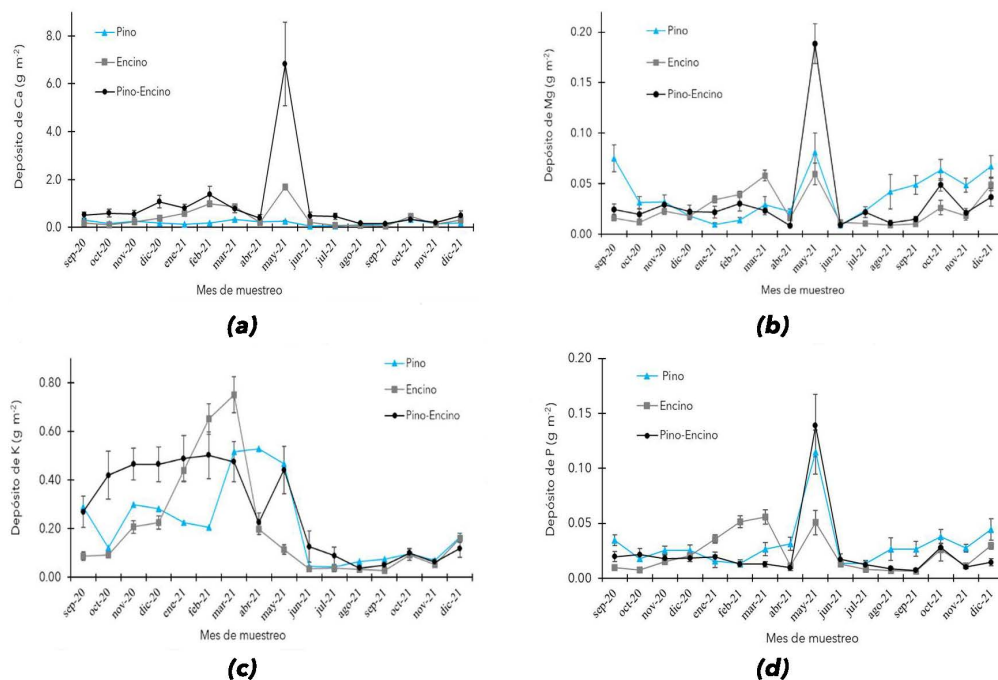 Depósito de Ca (g m⁻²)
8.0
6.0
4.0
2.0
0.0
Pino
Encino
Pino-Encino
sep-20 oct-20 nov-20 dic-20 ene-21 feb-21 mar-21 abr-21 may-21 jun-21 jul-21 ago-21 sep-21 oct-21 nov-21 dic-21
Mes de muestreo
(a)
Depósito de Mg (g m⁻²)
0.20
0.15
0.10
0.05
0.00
Pino
Encino
Pino-Encino
sep-20 oct-20 nov-20 dic-20 ene-21 feb-21 mar-21 abr-21 may-21 jun-21 jul-21 ago-21 sep-21 oct-21 nov-21 dic-21
Mes de muestreo
(b)
Depósito de K (g m⁻²)
0.80
0.60
0.40
0.20
0.00
Pino
Encino
Pino-Encino
sep-20 oct-20 nov-20 dic-20 ene-21 feb-21 mar-21 abr-21 may-21 jun-21 jul-21 ago-21 sep-21 oct-21 nov-21 dic-21
Mes de muestreo
(c)
Depósito de P (g m⁻²)
0.20
0.15
0.10
0.05
0.00
Pino
Encino
Pino-Encino
sep-20 oct-20 nov-20 dic-20 ene-21 feb-21 mar-21 abr-21 may-21 jun-21 jul-21 ago-21 sep-21 oct-21 nov-21 dic-21
Mes de muestreo
(d)